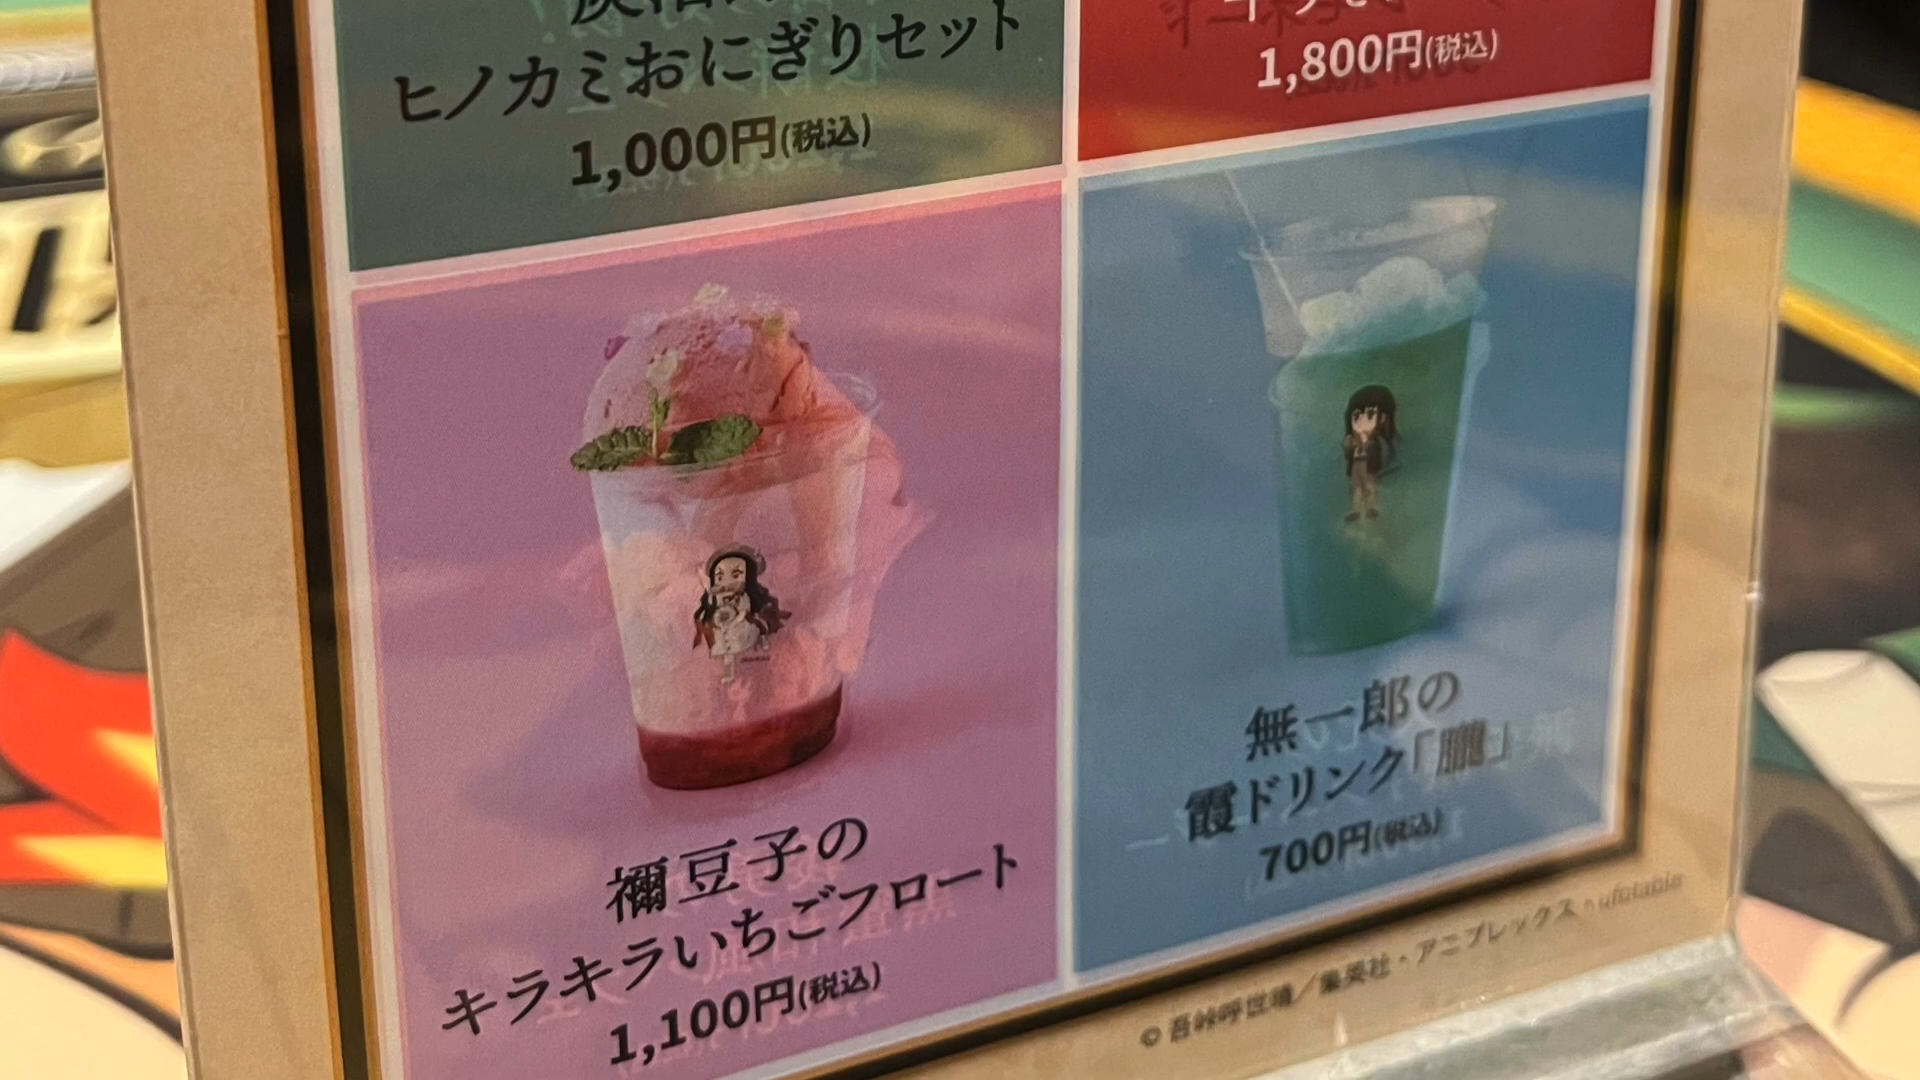 ヒノカミおにぎりセット
1,000円(税込)
1,800円(税込)
禰豆子の
キラキラいちごフロート
1,100円(税込)
無一郎の
霞ドリンク「朧」
700円(税込)
© 吾峠呼世晴／集英社・アニプレックス・ufotable